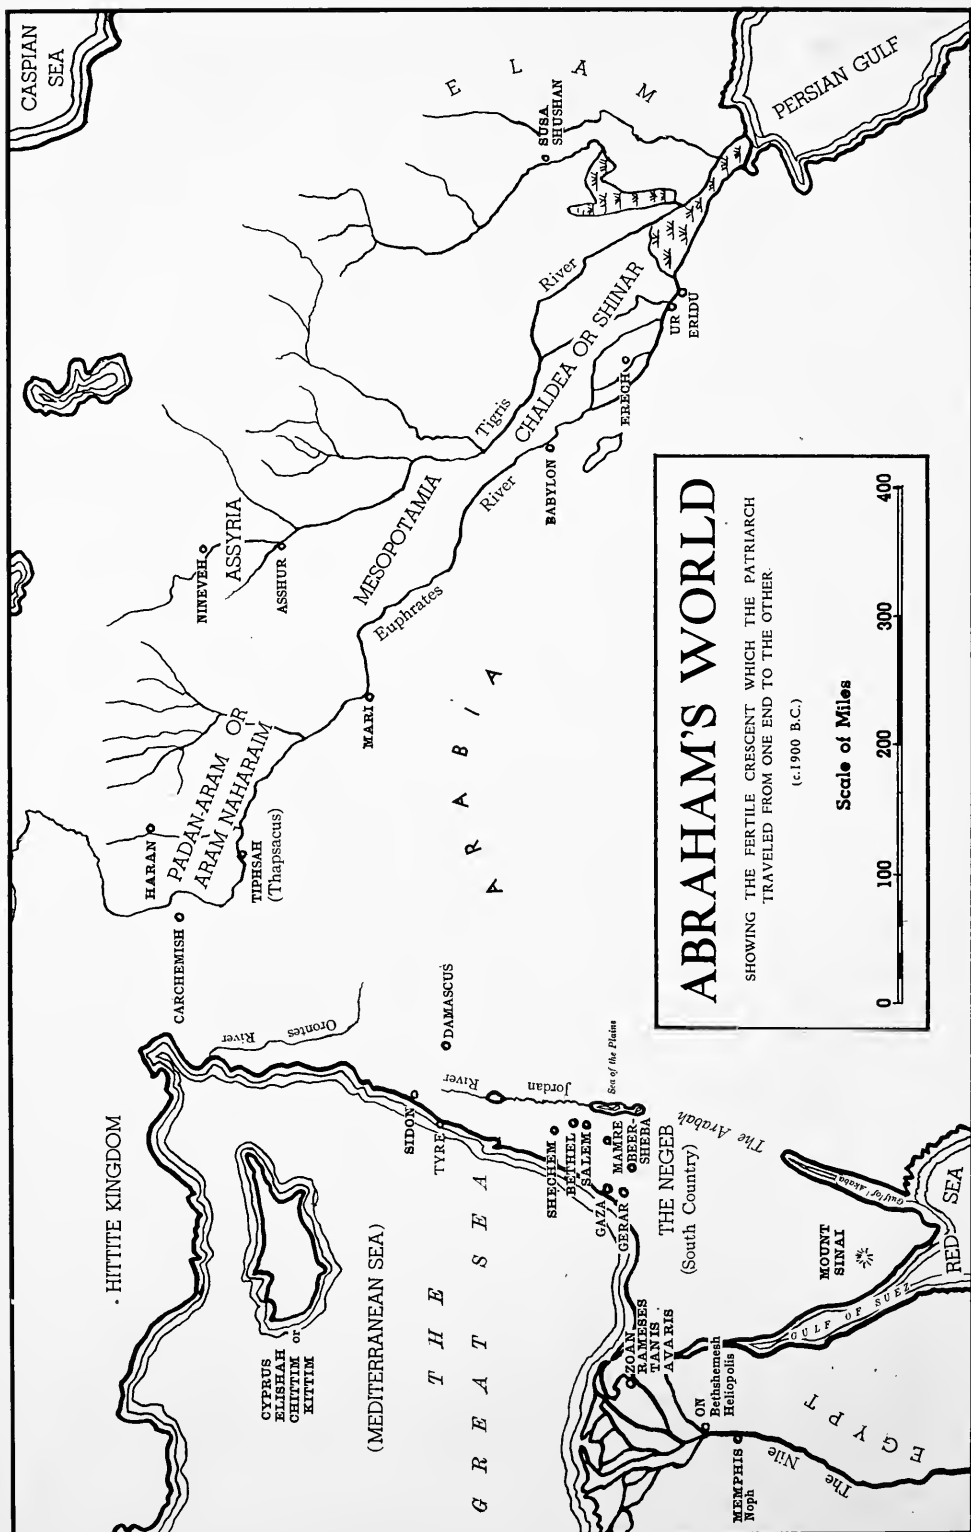 ABRAHAM'S WORLD
SHOWING THE FERTILE CRESCENT WHICH THE PATRIARCH
TRAVELED FROM ONE END TO THE OTHER.
(c.1900 B.C.)
Scale of Miles
0 100 200 300 400
HITTITE KINGDOM
CARCHEMISH
HARAN
PADAN-ARAM OR
ARAM NAHARAIM
TIPHSAH
(Thapsacus)
NINEVEH
ASSYRIA
ASSHUR
CASPIAN
SEA
CYPRUS or
ELISHAH
CHITTIM
KITTIM
(MEDITERRANEAN SEA)
THE
GREAT SEA
Orontes
River
SIDON
TYRE
DAMASCUS
River
Jordan
Sea of the Plains
MARI
MESOPOTAMIA
Euphrates
River
Tigris
River
CHALDEA OR SHINAR
BABYLON
ERECH
UR
ERIDU
ELAM
SUSA
SHUSHAN
PERSIAN GULF
ARABIA
SHECHEM
BETHEL
SALEM
MAMRE
BEER-
SHEBA
GAZA
GERAR
THE NEGEB
(South Country)
The Arabah
ZOAN
RAMESES
TANIS
AVARIS
ON
Bethshemesh
Heliopolis
MEMPHIS
Noph
The Nile
EGYPT
GULF OF SUEZ
MOUNT
SINAI
Gulf of Akaba
RED SEA